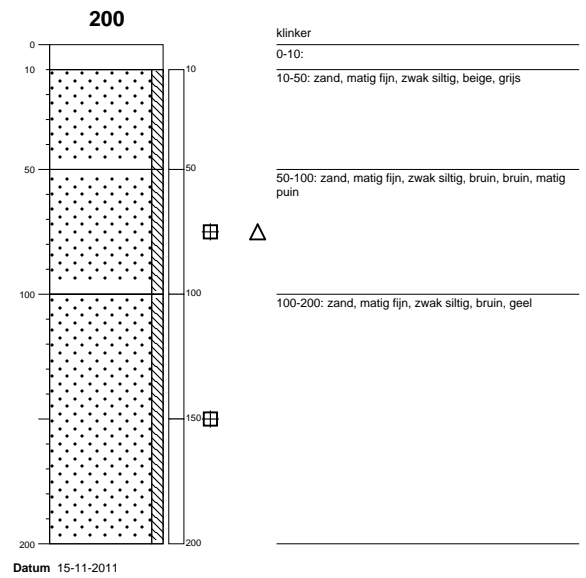 200
klinker
0
0-10:
10
10
10-50: zand, matig fijn, zwak siltig, beige, grijs
50
50
50-100: zand, matig fijn, zwak siltig, bruin, bruin, matig
puin
100
100
100-200: zand, matig fijn, zwak siltig, bruin, geel
150
200
200
Datum 15-11-2011